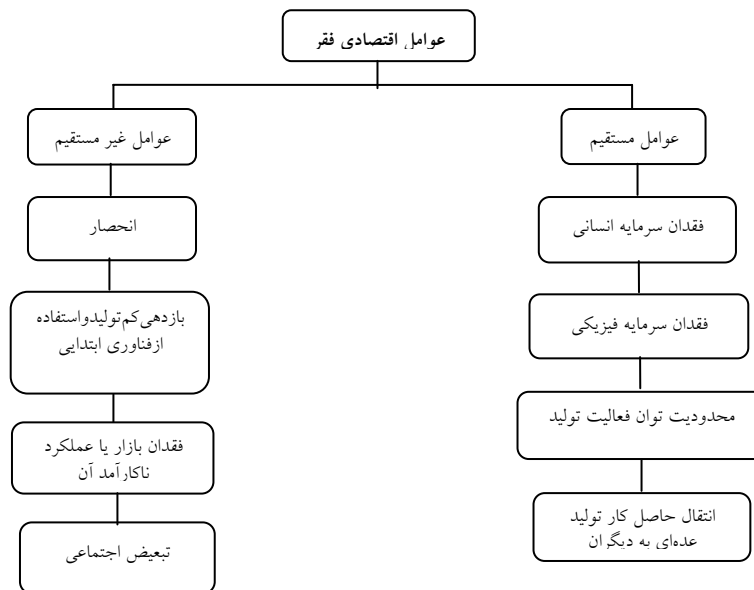 عوامل اقتصادی فقر
عوامل مستقیم
عوامل غیر مستقیم
فقدان سرمایه انسانی
انحصار
فقدان سرمایه فیزیکی
بازدهی‌کم‌تولیدواستفاده
ازفناوری ابتدایی
محدودیت توان فعالیت تولید
فقدان بازار یا عملکرد
ناکارآمد آن
انتقال حاصل کار تولید
عده‌ای به دیگران
تبعیض اجتماعی